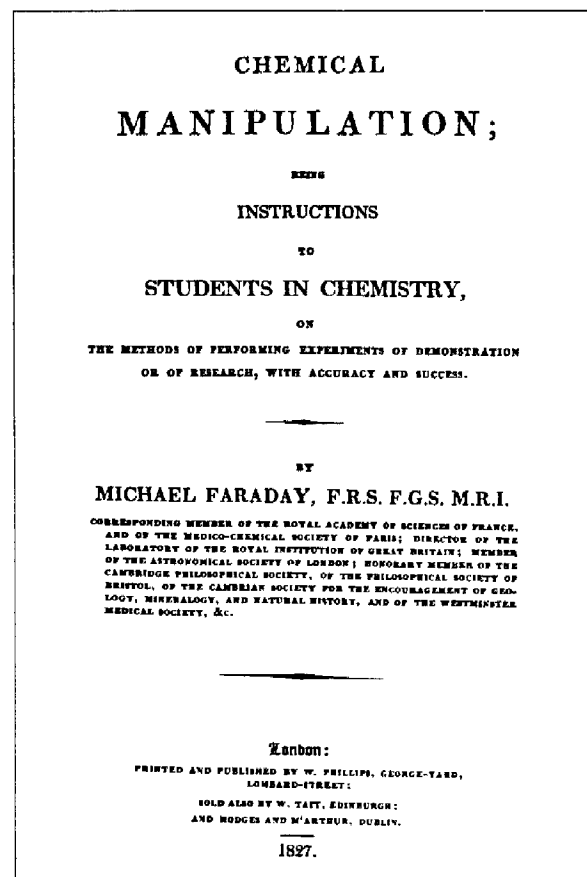 CHEMICAL
MANIPULATION;
BEING
INSTRUCTIONS
TO
STUDENTS IN CHEMISTRY,
ON
THE METHODS OF PERFORMING EXPERIMENTS OF DEMONSTRATION
OR OF RESEARCH, WITH ACCURACY AND SUCCESS.
BY
MICHAEL FARADAY, F.R.S. F.G.S. M.R.I.
CORRESPONDING MEMBER OF THE ROYAL ACADEMY OF SCIENCES OF FRANCE,
AND OF THE MEDICO-CHEMICAL SOCIETY OF PARIS; DIRECTOR OF THE
LABORATORY OF THE ROYAL INSTITUTION OF GREAT BRITAIN; MEMBER
OF THE ASTRONOMICAL SOCIETY OF LONDON; HONORARY MEMBER OF THE
CAMBRIDGE PHILOSOPHICAL SOCIETY, OF THE PHILOSOPHICAL SOCIETY OF
BRISTOL, OF THE CAMBRIAN SOCIETY FOR THE ENCOURAGEMENT OF GEO-
LOGY, MINERALOGY, AND NATURAL HISTORY, AND OF THE WESTMINSTER
MEDICAL SOCIETY, &c.
London:
PRINTED AND PUBLISHED BY W. PHILLIPS, GEORGE-YARD,
LOMBARD-STREET;
SOLD ALSO BY W. TAIT, EDINBURGH;
AND HODGES AND M'ARTHUR, DUBLIN.
1827.